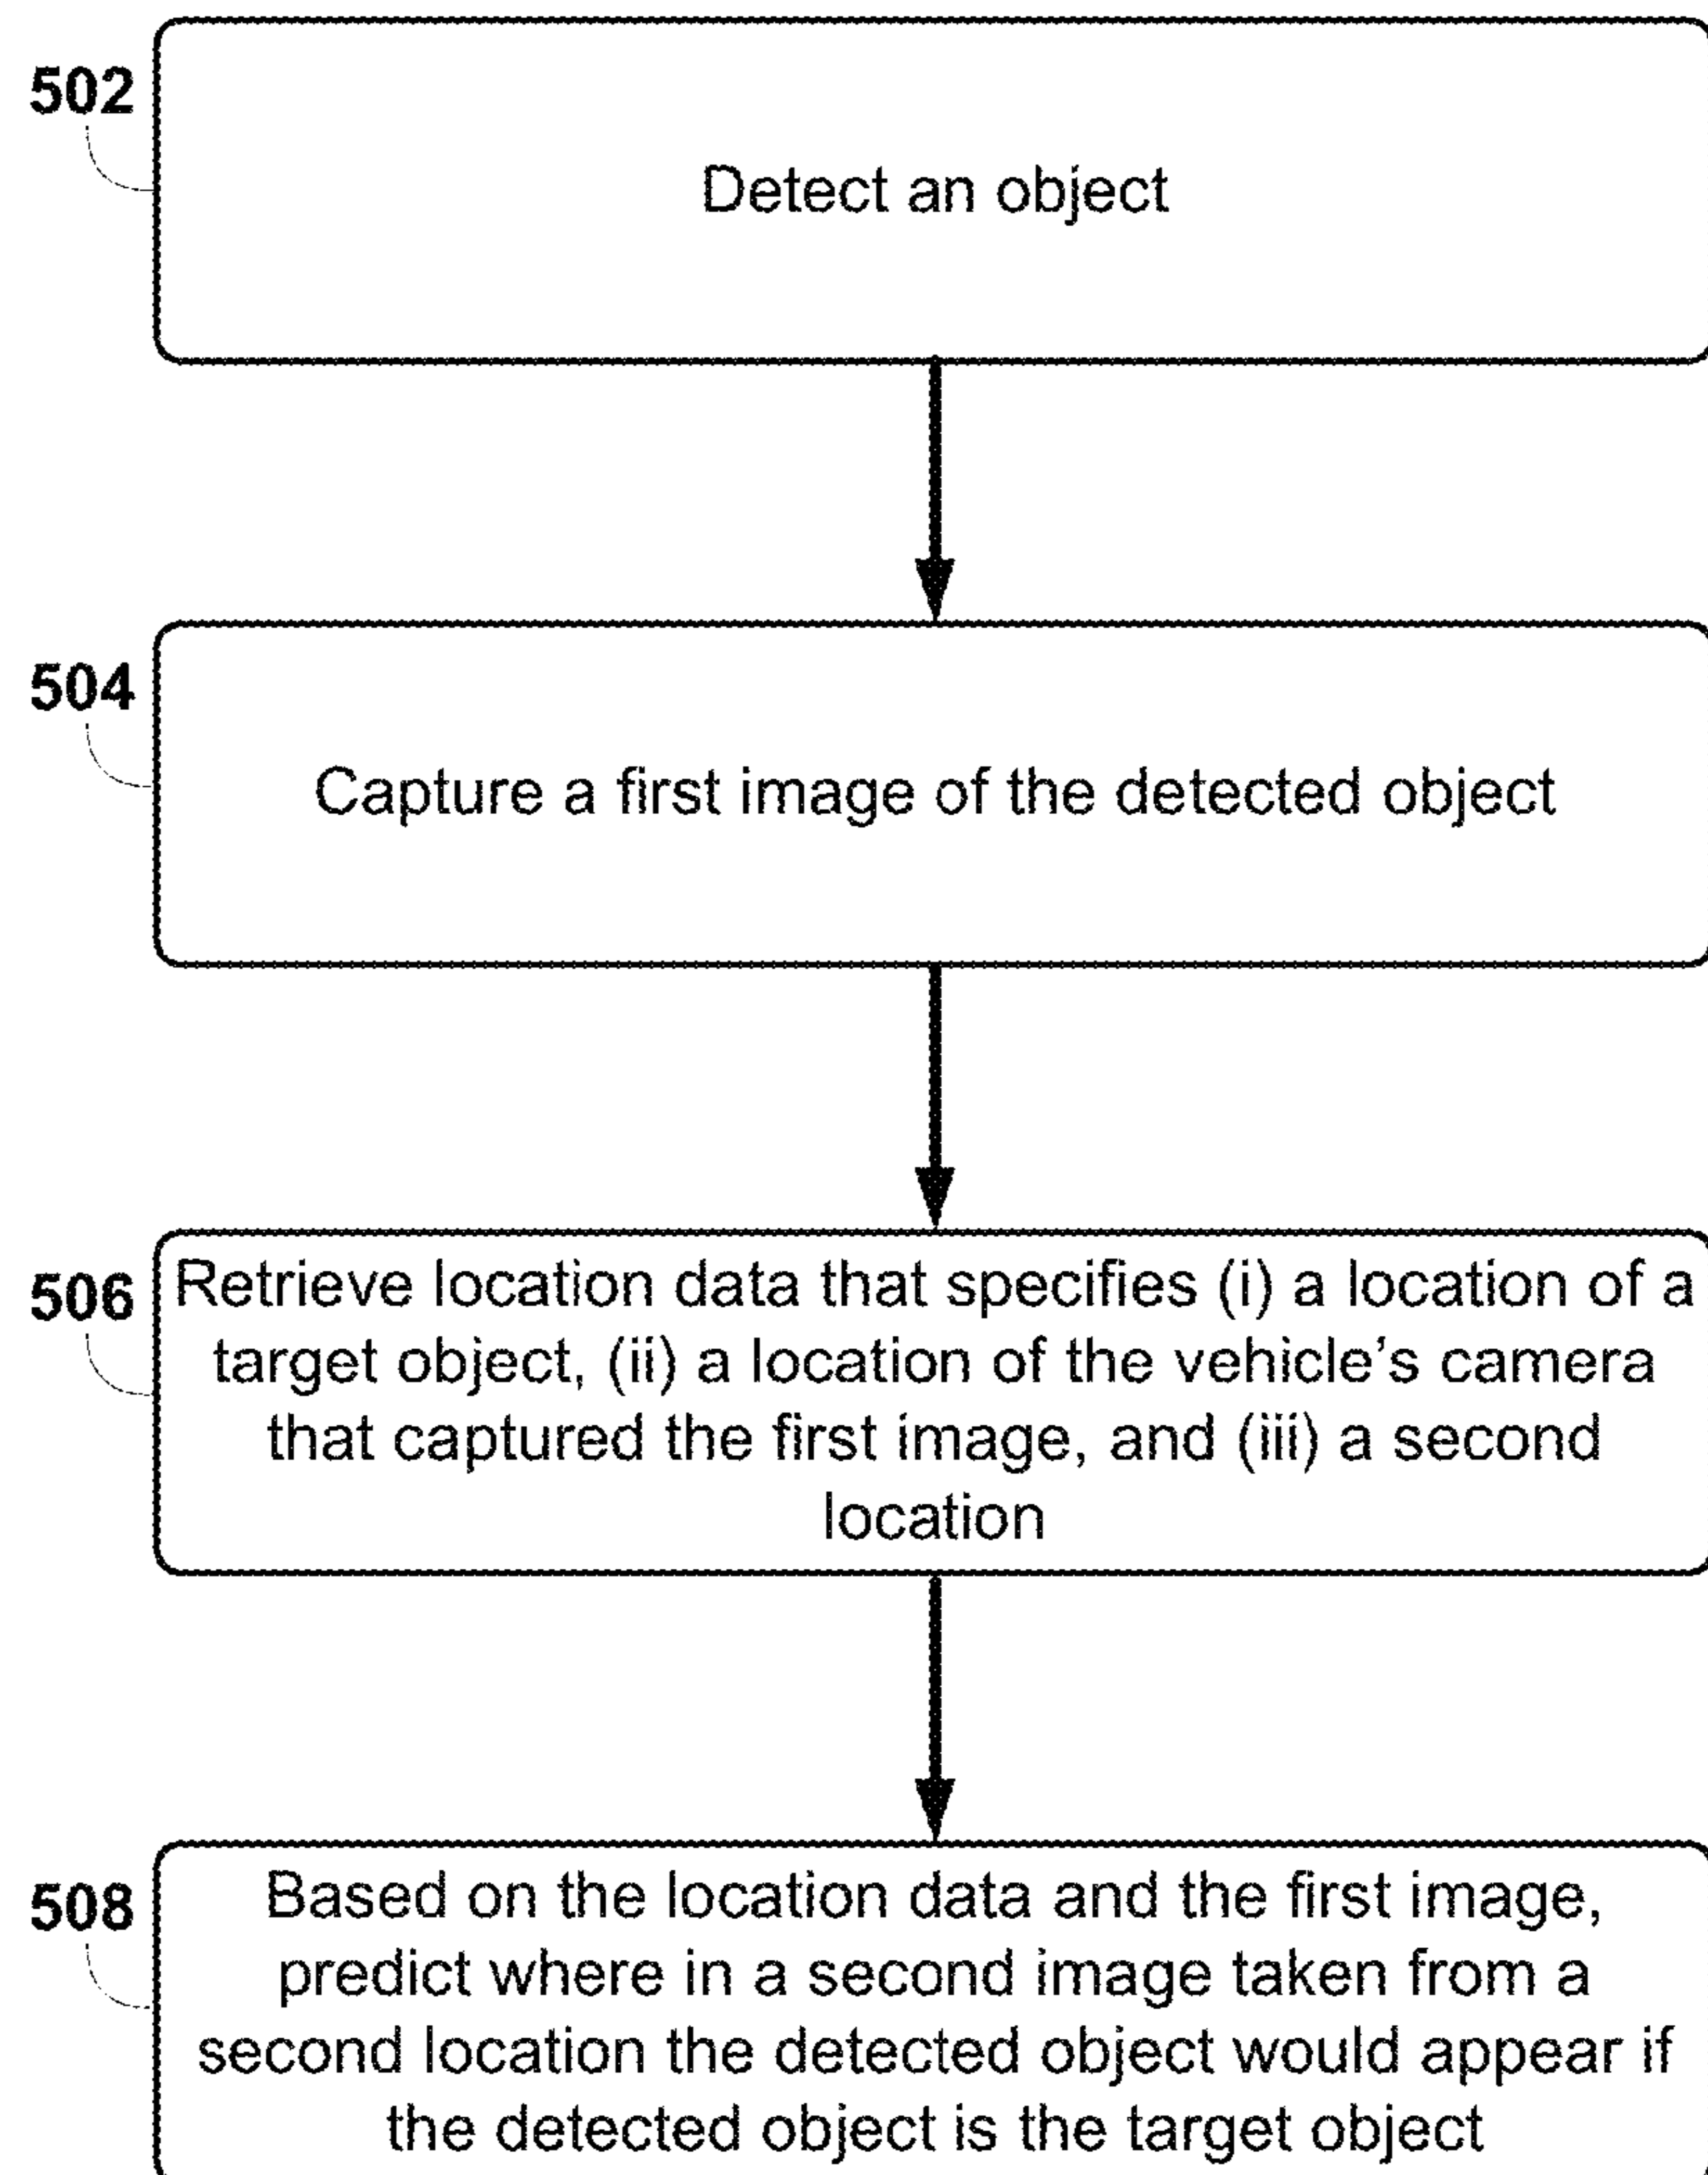 502
Detect an object
504
Capture a first image of the detected object
506
Retrieve location data that specifies (i) a location of a
target object, (ii) a location of the vehicle's camera
that captured the first image, and (iii) a second
location
508
Based on the location data and the first image,
predict where in a second image taken from a
second location the detected object would appear if
the detected object is the target object